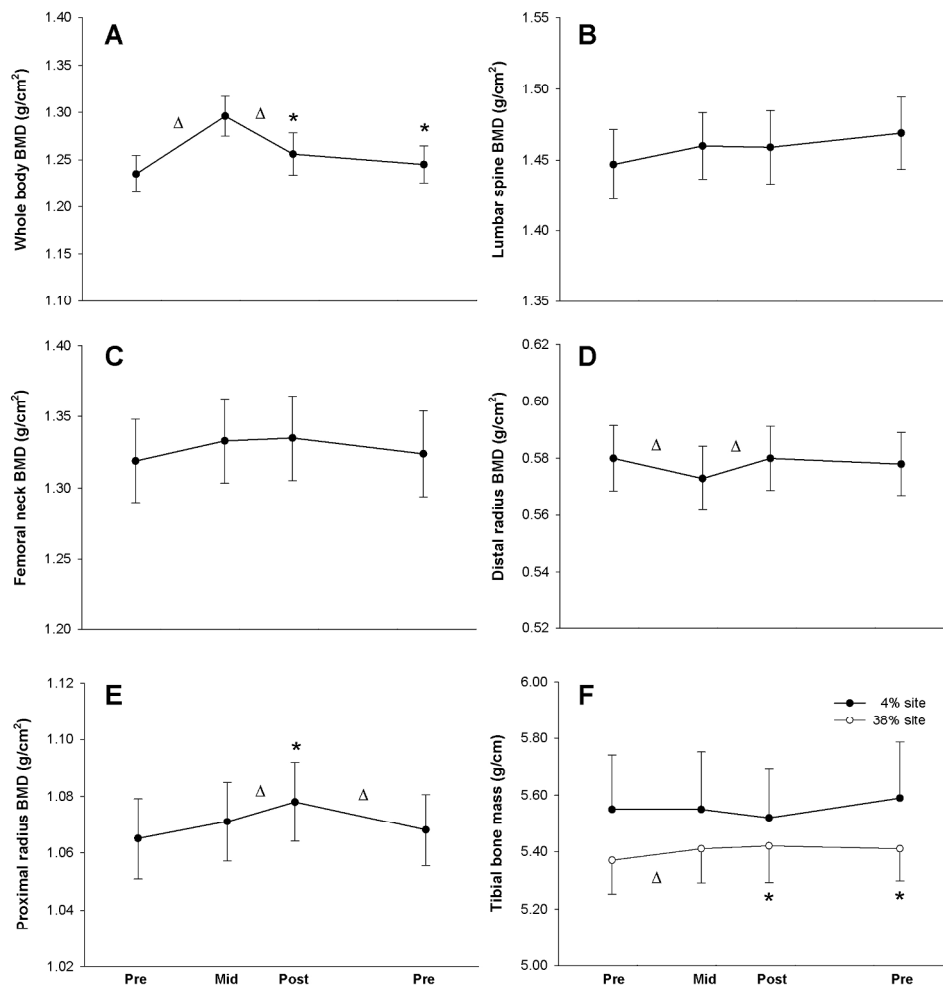 A
Whole body BMD (g/cm²)
1.40
1.35
1.30
1.25
1.20
1.15
1.10
Δ
Δ
*
*
B
Lumbar spine BMD (g/cm²)
1.55
1.50
1.45
1.40
1.35
C
Femoral neck BMD (g/cm²)
1.40
1.35
1.30
1.25
1.20
D
Distal radius BMD (g/cm²)
0.62
0.60
0.58
0.56
0.54
0.52
Δ
Δ
E
Proximal radius BMD (g/cm²)
1.12
1.10
1.08
1.06
1.04
1.02
Δ
*
Δ
Pre Mid Post Pre
F
Tibial bone mass (g/cm)
6.00
5.80
5.60
5.40
5.20
5.00
4% site
38% site
Δ
*
*
Pre Mid Post Pre